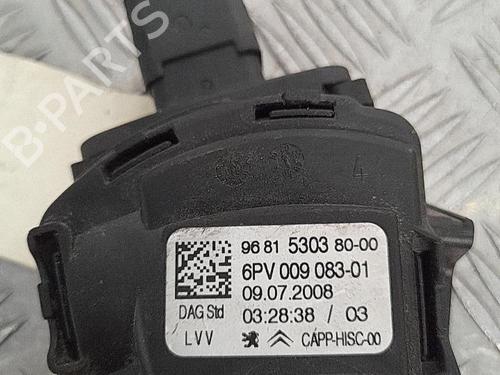 B-PARTS
4
96 81 5303 80-00
6PV 009 083-01
09.07.2008
DAG Std
03:28:38 / 03
LVV
CAPP-HISC-00